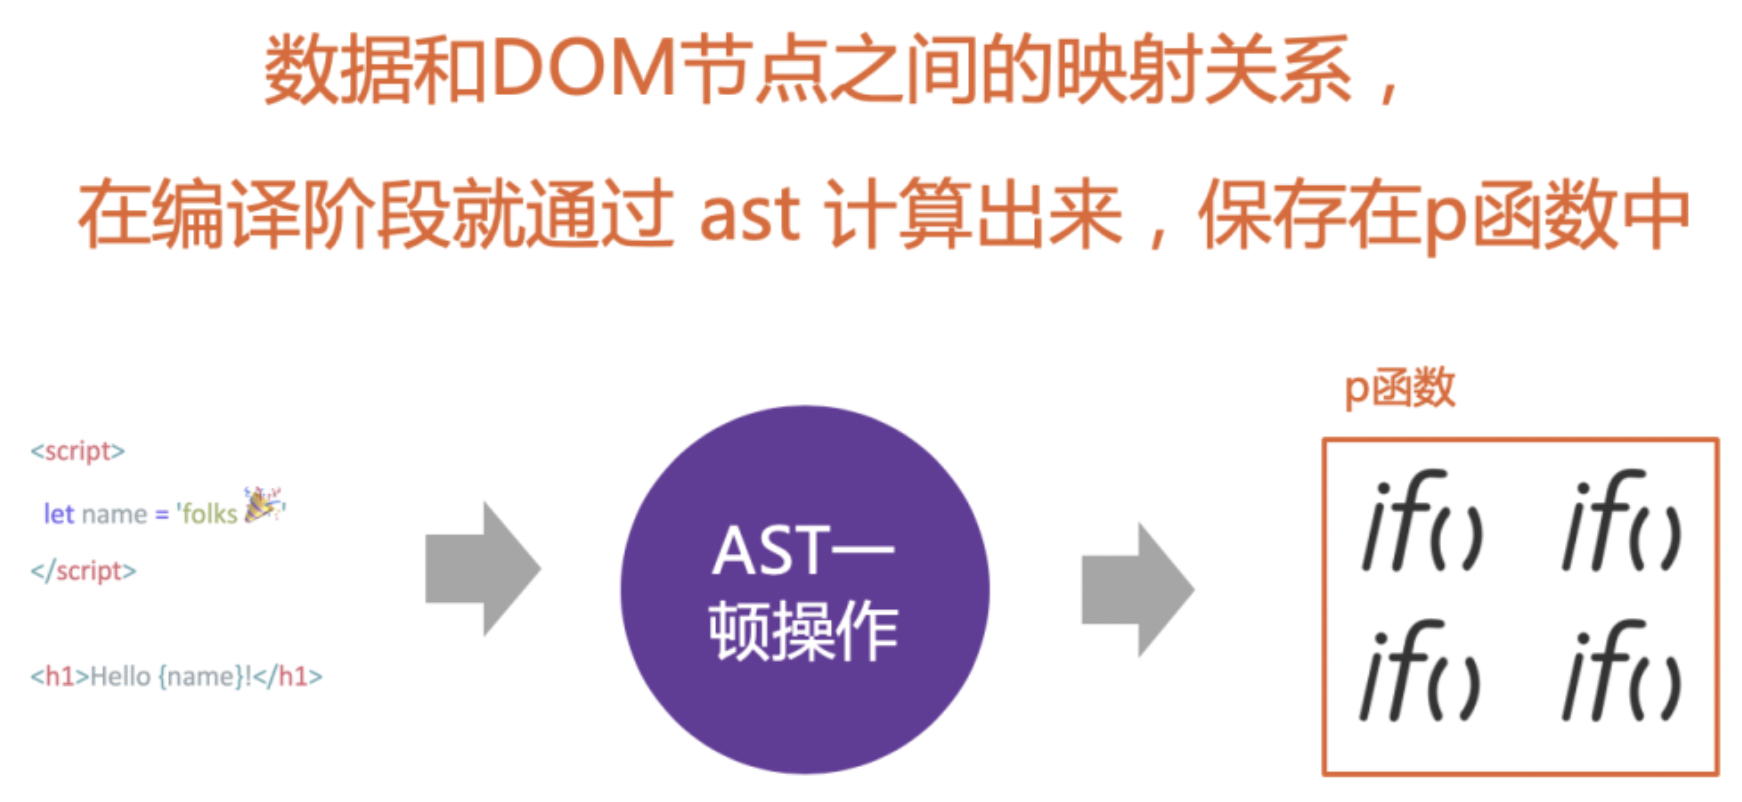 数据和DOM节点之间的映射关系，
在编译阶段就通过 ast 计算出来，保存在p函数中
p函数
<script>
let name = 'folks🎉'
</script>
<h1>Hello {name}!</h1>
AST一
顿操作
if() if()
if() if()